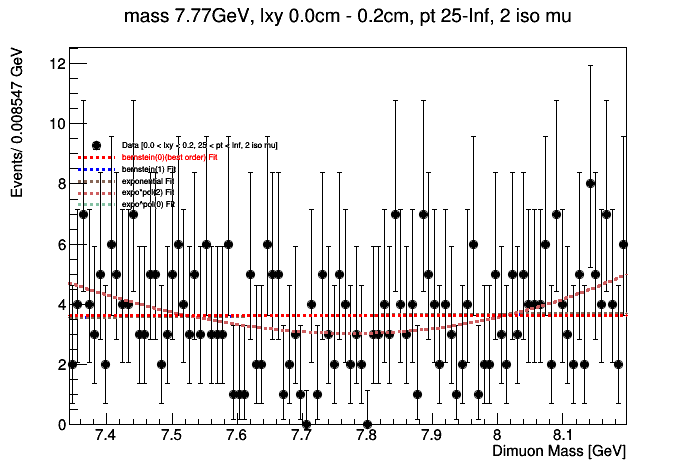 mass 7.77GeV, lxy 0.0cm - 0.2cm, pt 25-Inf, 2 iso mu
Events/ 0.008547 GeV
12
10
8
6
4
2
0
Data [0.0 < lxy < 0.2, 25 < pt < Inf, 2 iso mu]
bernstein(0)(best order) Fit
bernstein(1) Fit
exponential Fit
expo*pol(2) Fit
expo*pol(0) Fit
7.4 7.5 7.6 7.7 7.8 7.9 8 8.1
Dimuon Mass [GeV]